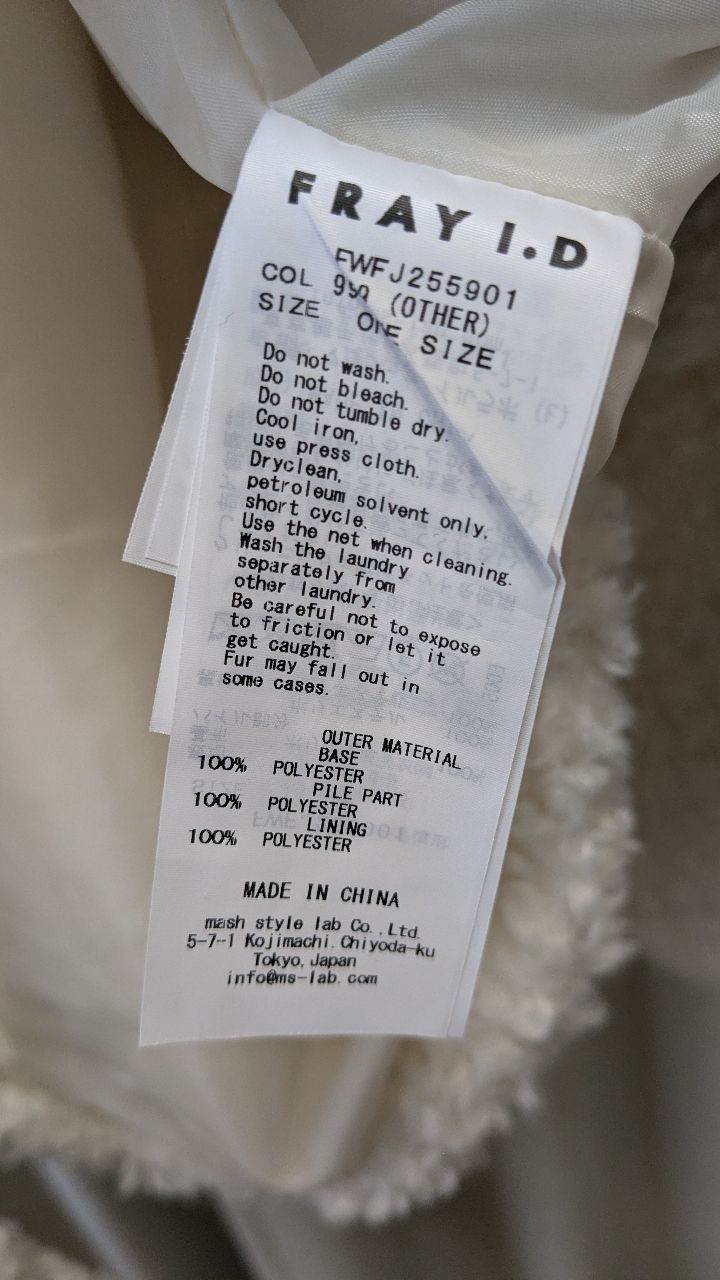 FRAY I.D
FWFJ255901
COL 999 (OTHER)
SIZE ONE SIZE
Do not wash.
Do not bleach.
Do not tumble dry.
Cool iron,
use press cloth.
Dryclean,
petroleum solvent only,
short cycle.
Use the net when cleaning.
Wash the laundry
separately from
other laundry.
Be careful not to expose
to friction or let it
get caught.
Fur may fall out in
some cases.
OUTER MATERIAL
BASE
100% POLYESTER
PILE PART
100% POLYESTER
LINING
100% POLYESTER
MADE IN CHINA
mash style lab Co.,Ltd.
5-7-1 Kojimachi.Chiyoda-ku
Tokyo,Japan
info@ms-lab.com